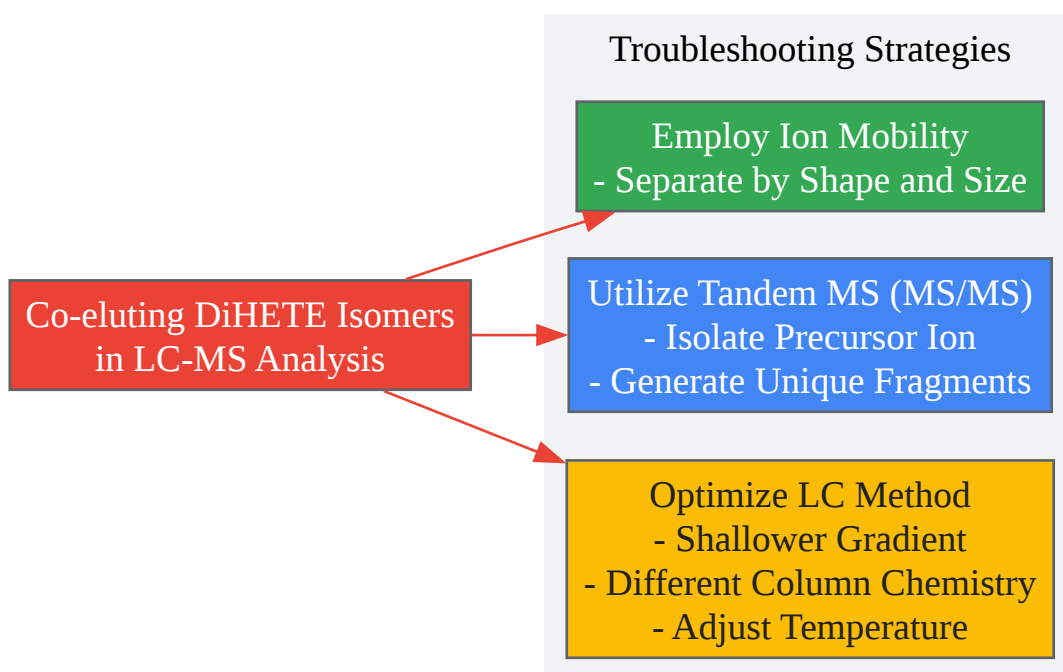 Troubleshooting Strategies
Employ Ion Mobility
- Separate by Shape and Size
Co-eluting DiHETE Isomers
in LC-MS Analysis
Utilize Tandem MS (MS/MS)
- Isolate Precursor Ion
- Generate Unique Fragments
Optimize LC Method
- Shallower Gradient
- Different Column Chemistry
- Adjust Temperature